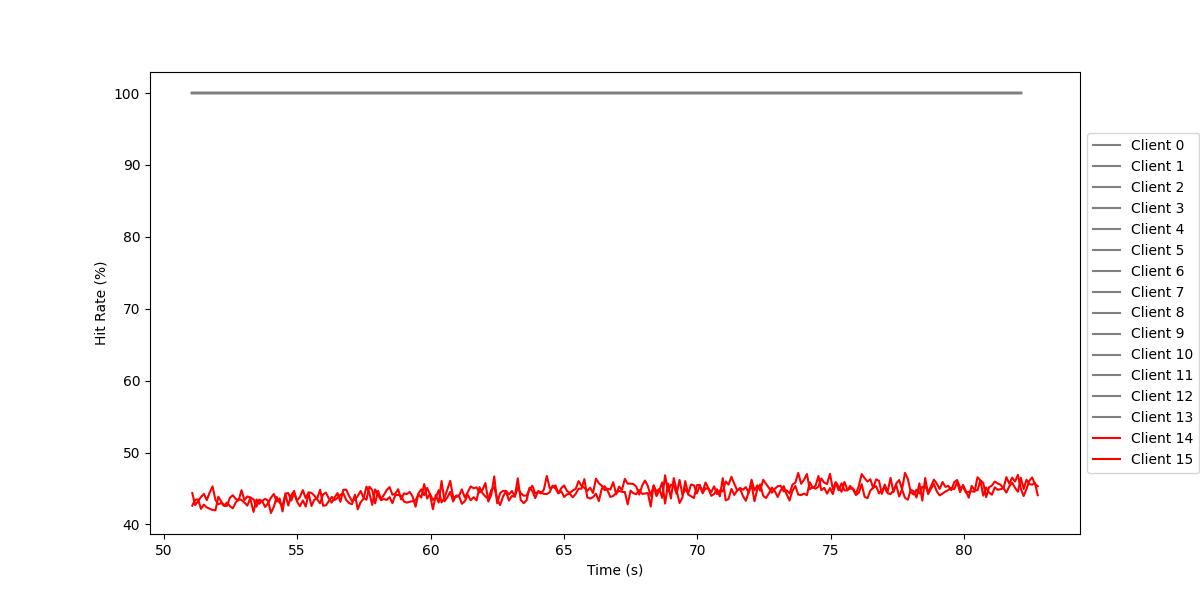 100
90
80
70
60
50
40
Hit Rate (%)
50 55 60 65 70 75 80
Time (s)
Client 0
Client 1
Client 2
Client 3
Client 4
Client 5
Client 6
Client 7
Client 8
Client 9
Client 10
Client 11
Client 12
Client 13
Client 14
Client 15